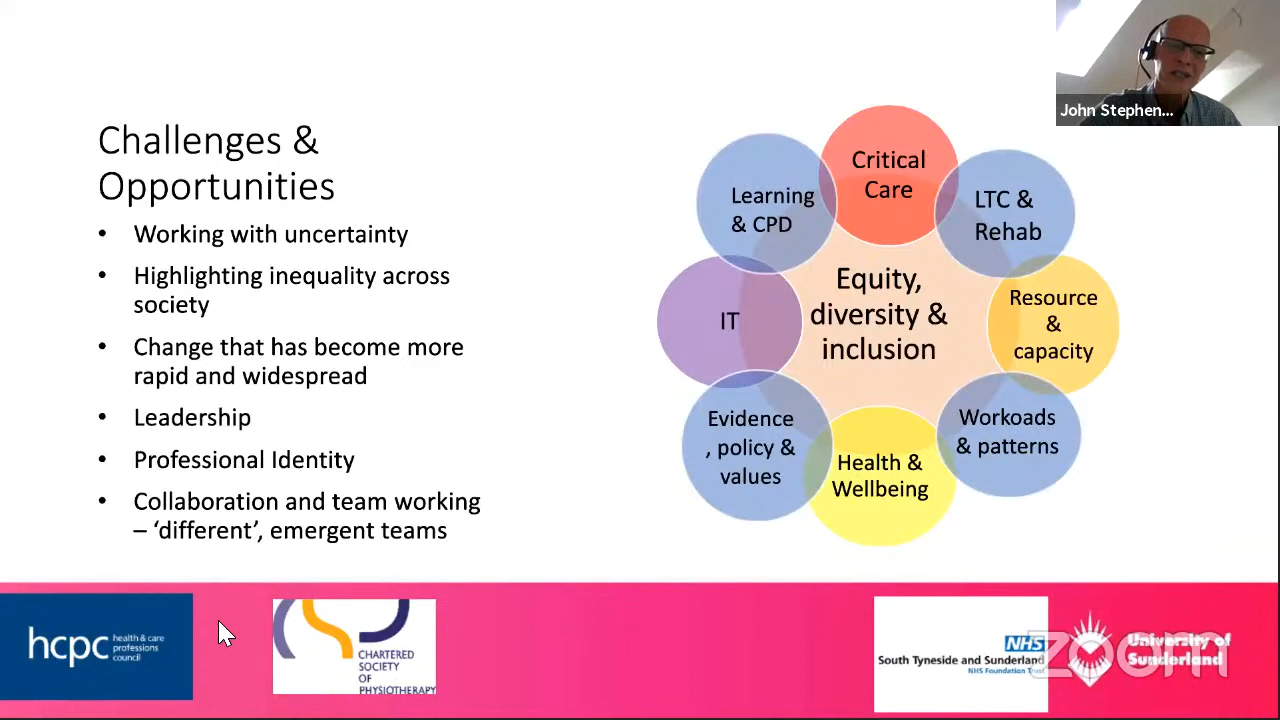 John Stephen...
Challenges &
Opportunities
• Working with uncertainty
• Highlighting inequality across
society
• Change that has become more
rapid and widespread
• Leadership
• Professional Identity
• Collaboration and team working
– ‘different’, emergent teams
Critical
Care
LTC &
Rehab
Resource
&
capacity
Workoads
& patterns
Health &
Wellbeing
Evidence
, policy &
values
IT
Learning
& CPD
Equity,
diversity &
inclusion
hcpc
health & care
professions
council
CHARTERED
SOCIETY
OF
PHYSIOTHERAPY
NHS
South Tyneside and Sunderland
NHS Foundation Trust
University of
Sunderland
zoom